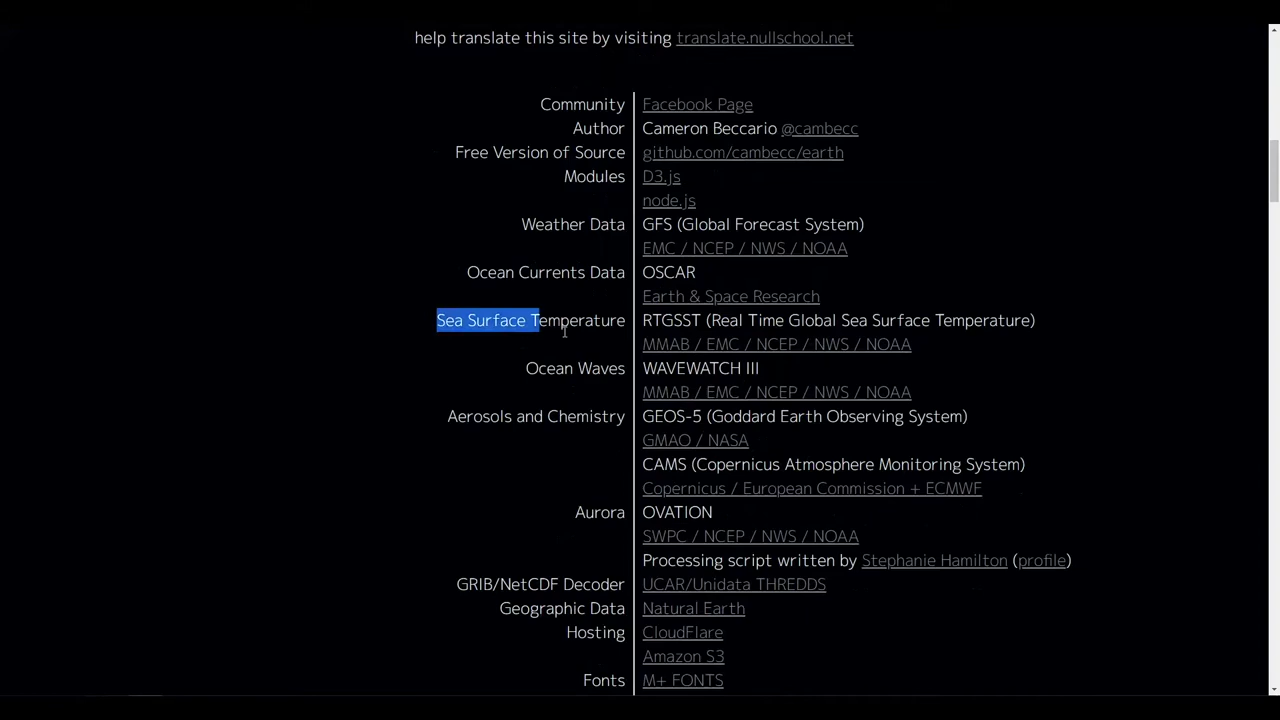 help translate this site by visiting translate.nullschool.net
Community Facebook Page
Author Cameron Beccario @cambecc
Free Version of Source github.com/cambecc/earth
Modules D3.js
node.js
Weather Data GFS (Global Forecast System)
EMC / NCEP / NWS / NOAA
Ocean Currents Data OSCAR
Earth & Space Research
Sea Surface Temperature RTGSST (Real Time Global Sea Surface Temperature)
MMAB / EMC / NCEP / NWS / NOAA
Ocean Waves WAVEWATCH III
MMAB / EMC / NCEP / NWS / NOAA
Aerosols and Chemistry GEOS-5 (Goddard Earth Observing System)
GMAO / NASA
CAMS (Copernicus Atmosphere Monitoring System)
Copernicus / European Commission + ECMWF
Aurora OVATION
SWPC / NCEP / NWS / NOAA
Processing script written by Stephanie Hamilton (profile)
GRIB/NetCDF Decoder UCAR/Unidata THREDDS
Geographic Data Natural Earth
Hosting CloudFlare
Amazon S3
Fonts M+ FONTS